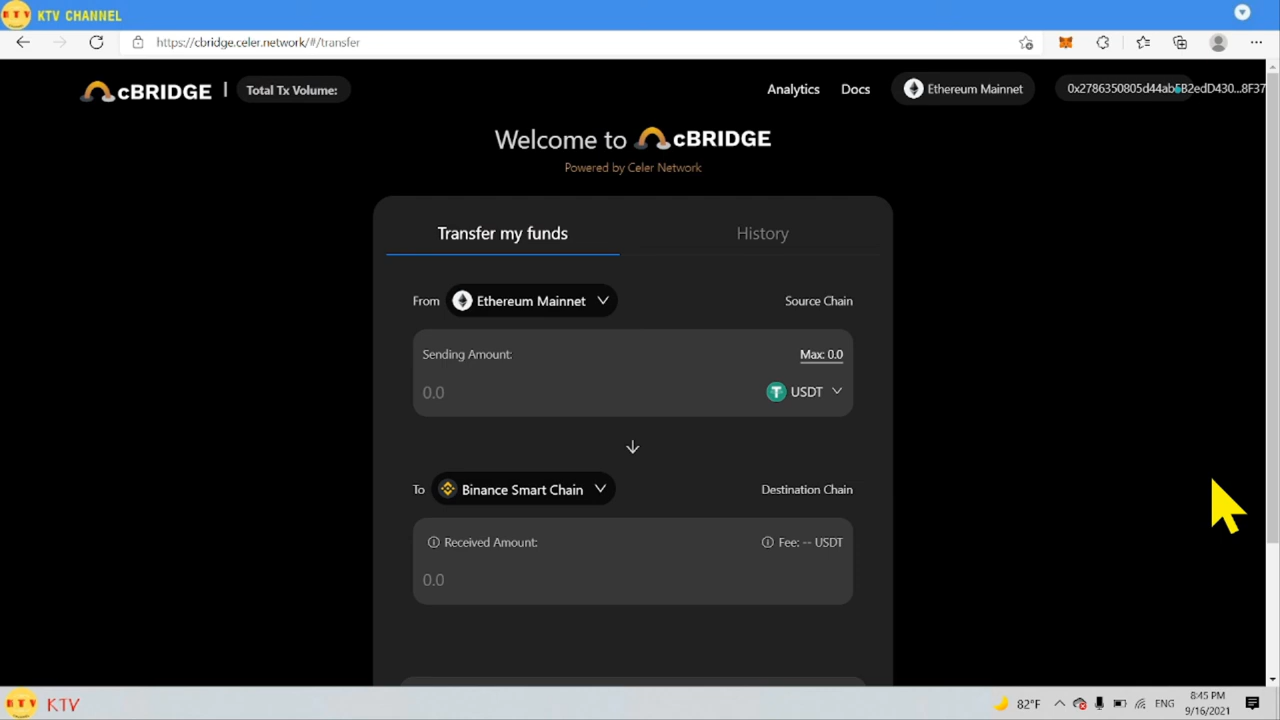 KTV KTV CHANNEL
https://cbridge.celer.network/#/transfer
cBRIDGE | Total Tx Volume: Analytics Docs Ethereum Mainnet
Welcome to cBRIDGE
Powered by Celer Network
Transfer my funds History
From Ethereum Mainnet Source Chain
Sending Amount: Max: 0.0
0.0 USDT
To Binance Smart Chain Destination Chain
Received Amount: Fee: -- USDT
0.0
KTV 82°F ENG 8:45 PM
9/16/2021